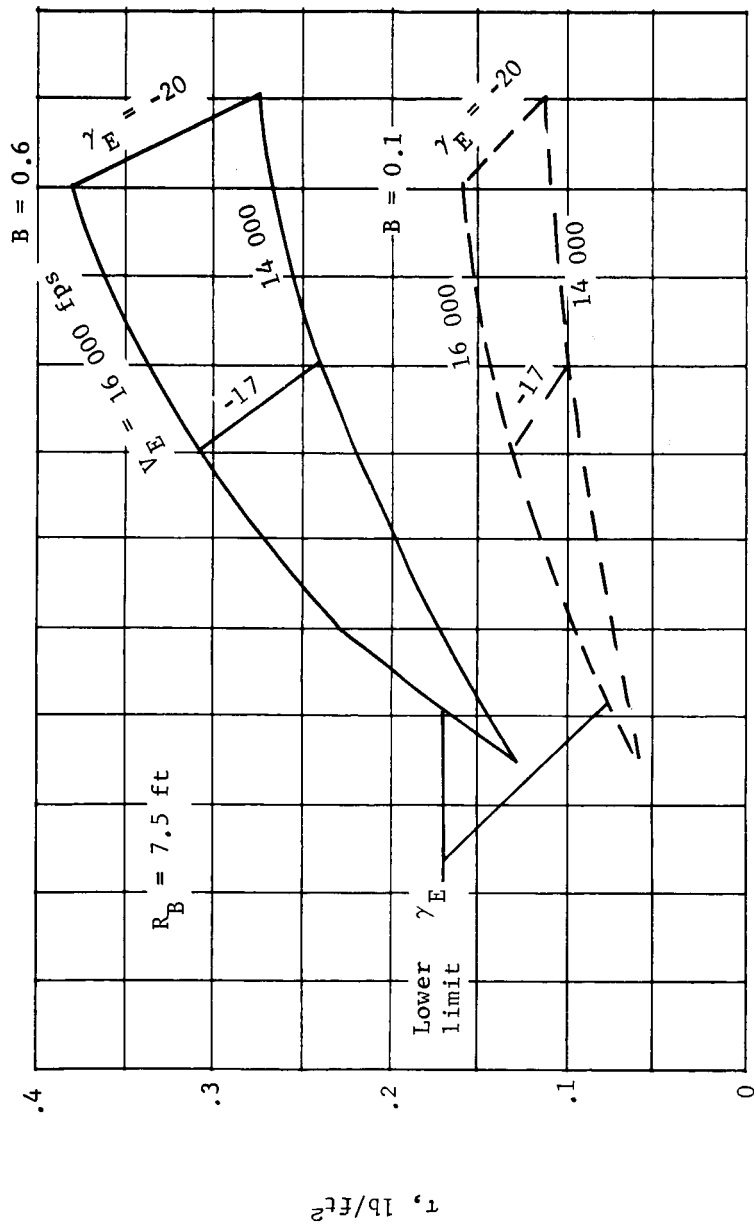 B = 0.6
γE = -20
VE = 16 000 fps
14 000
-17
B = 0.1
γE = -20
16 000
14 000
-17
RB = 7.5 ft
Lower γE
limit
.4
.3
.2
.1
0
τ, lb/ft²